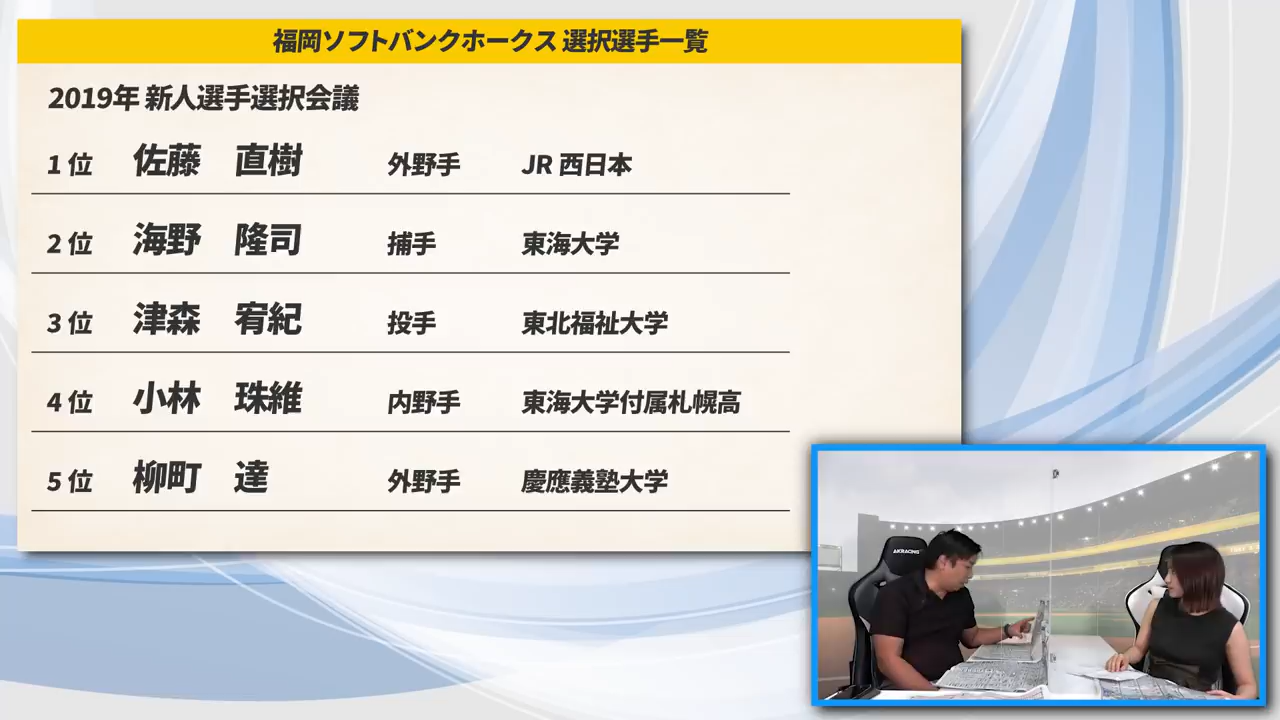 福岡ソフトバンクホークス 選択選手一覧
2019年 新人選手選択会議
1 位 佐藤 直樹 外野手 JR 西日本
2 位 海野 隆司 捕手 東海大学
3 位 津森 宥紀 投手 東北福祉大学
4 位 小林 珠維 内野手 東海大学付属札幌高
5 位 柳町 達 外野手 慶應義塾大学
AKRACING